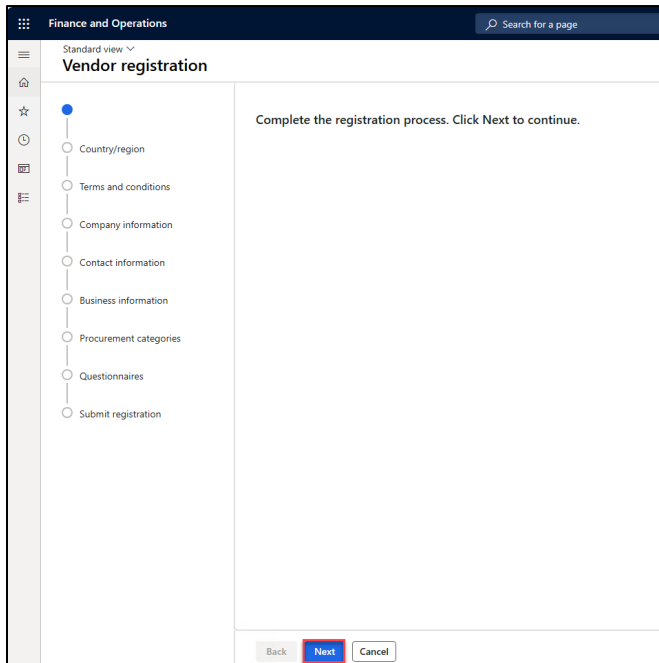 Finance and Operations
Search for a page
Standard view
Vendor registration
Complete the registration process. Click Next to continue.
Country/region
Terms and conditions
Company information
Contact information
Business information
Procurement categories
Questionnaires
Submit registration
Back Next Cancel